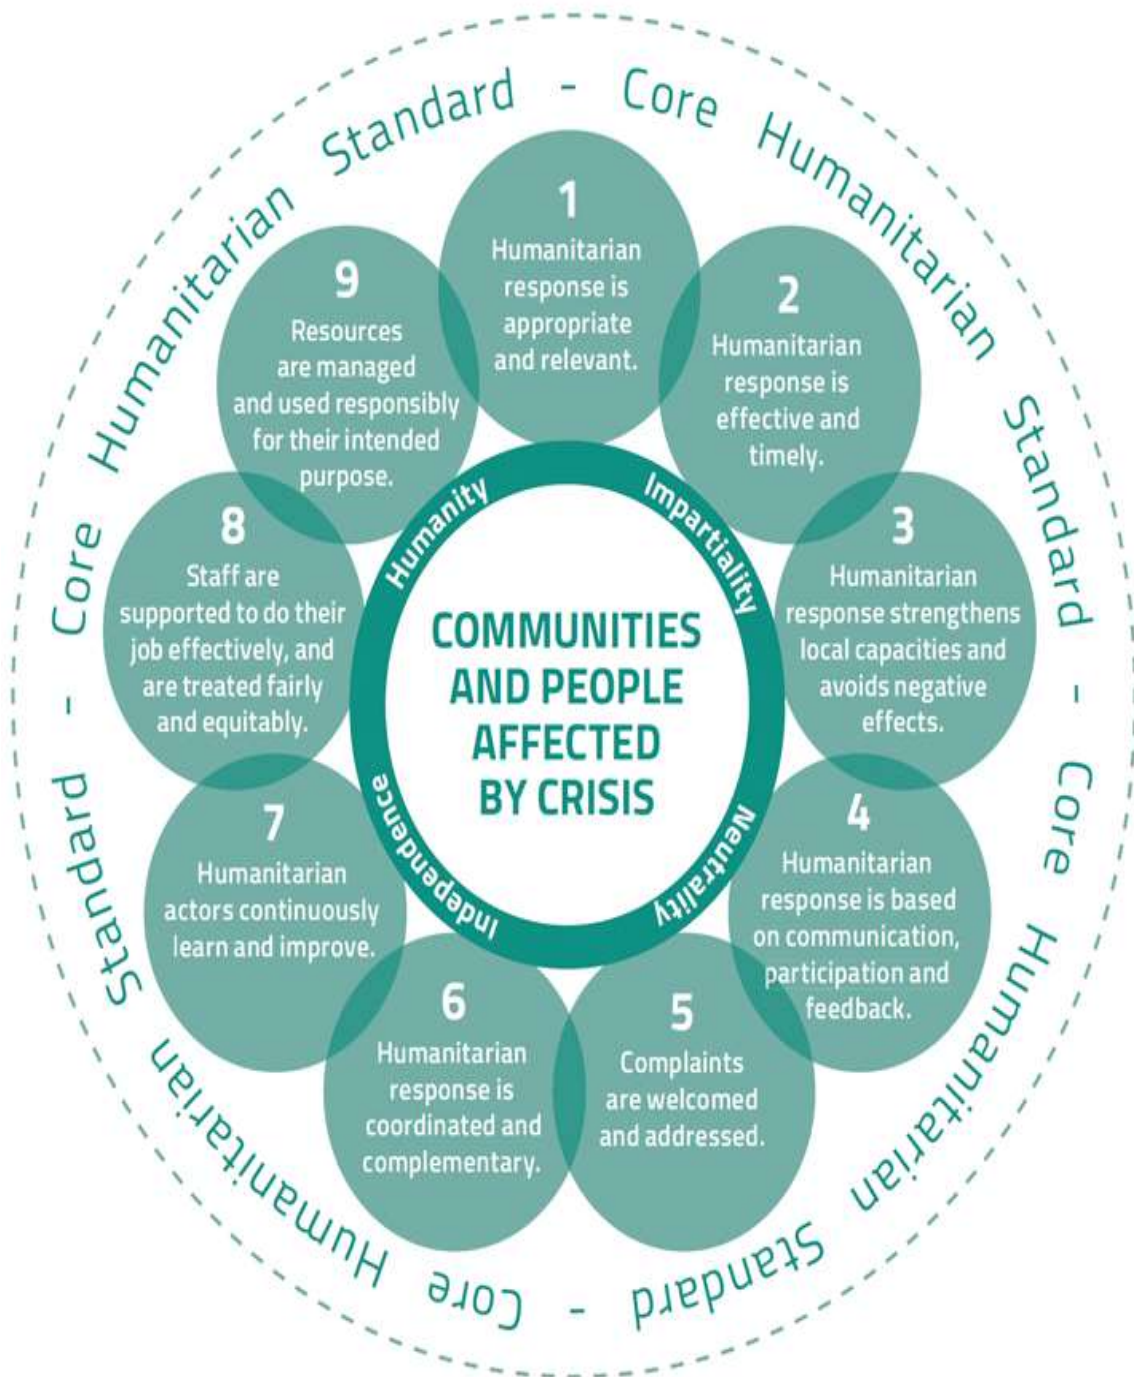 Core Humanitarian Standard - Core Humanitarian Standard - Core Humanitarian Standard - Core Humanitarian Standard -
1
Humanitarian
response is
appropriate
and relevant.
2
Humanitarian
response is
effective and
timely.
3
Humanitarian
response strengthens
local capacities and
avoids negative
effects.
4
Humanitarian
response is based
on communication,
participation and
feedback.
5
Complaints
are welcomed
and addressed.
6
Humanitarian
response is
coordinated and
complementary.
7
Humanitarian
actors continuously
learn and improve.
8
Staff are
supported to do their
job effectively, and
are treated fairly
and equitably.
9
Resources
are managed
and used responsibly
for their intended
purpose.
Humanity
Impartiality
Neutrality
Independence
COMMUNITIES
AND PEOPLE
AFFECTED
BY CRISIS